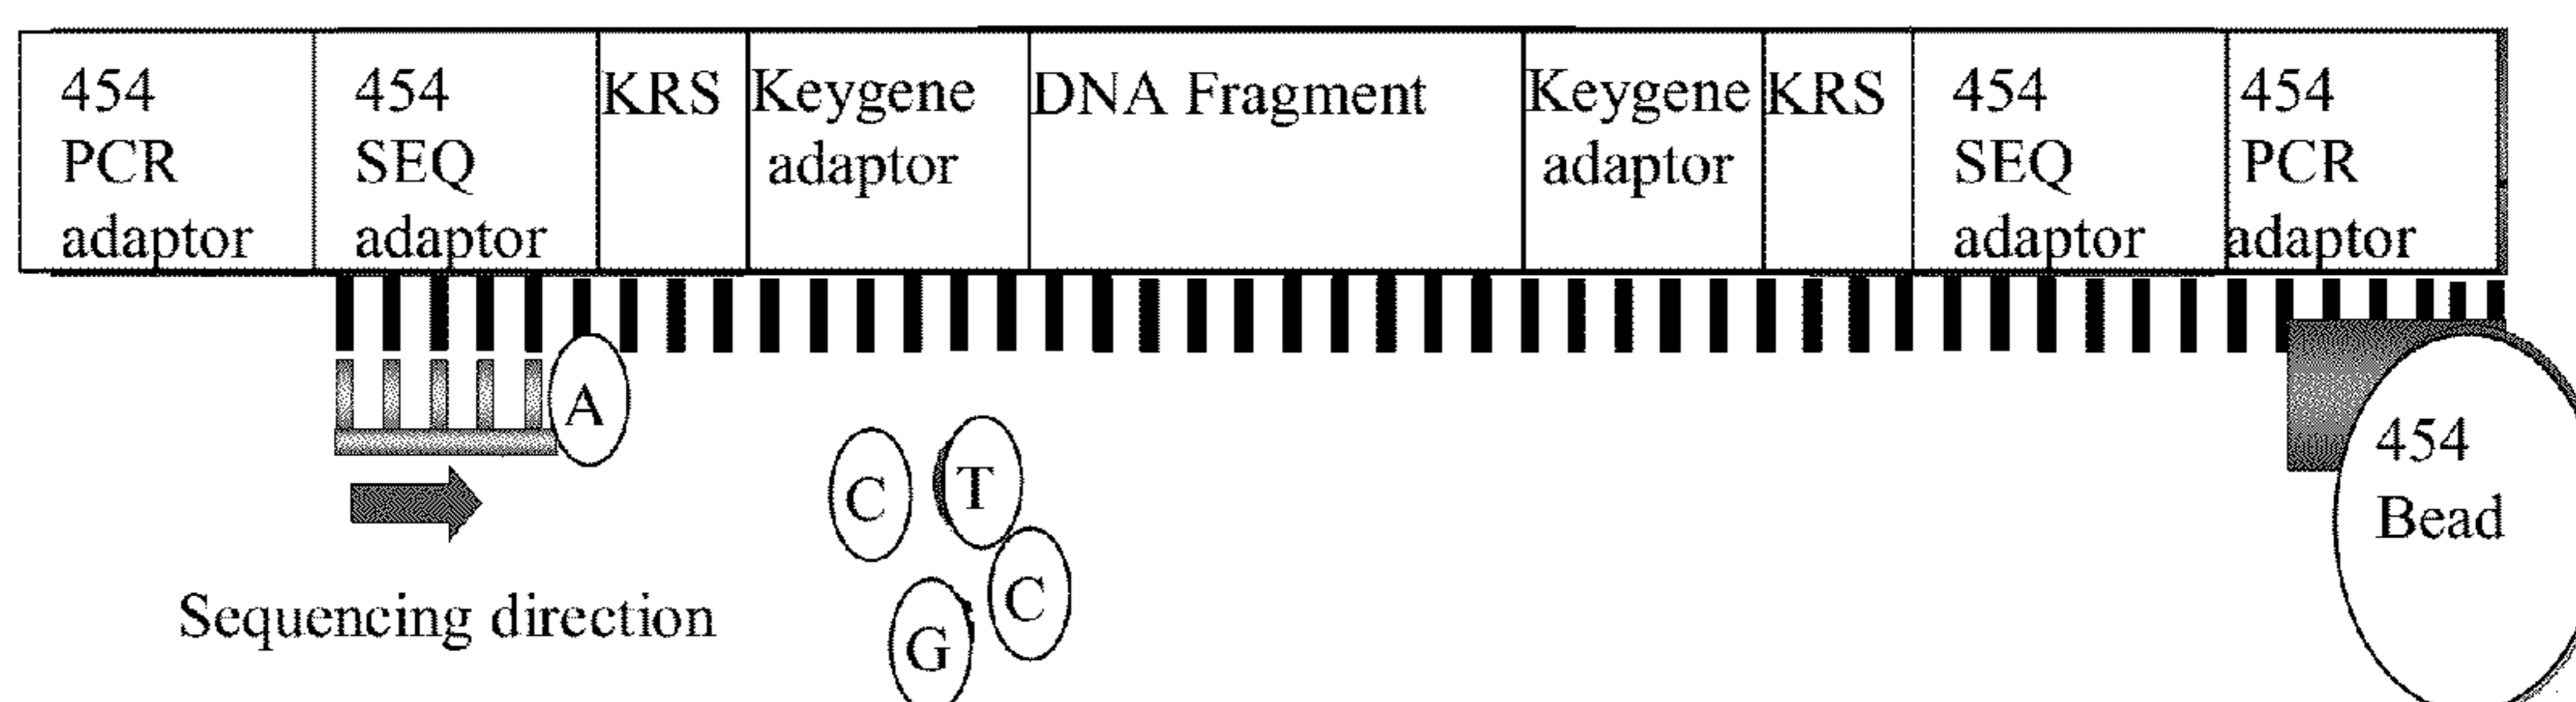 454
PCR
adaptor
454
SEQ
adaptor
KRS
Keygene
adaptor
DNA Fragment
Keygene
adaptor
KRS
454
SEQ
adaptor
454
PCR
adaptor
A
C
T
C
G
454
Bead
Sequencing direction